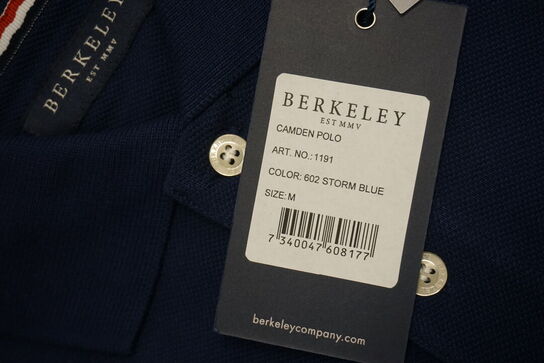 BERKELEY
EST MMV
BERKELEY
EST MMV
CAMDEN POLO
ART. NO.: 1191
COLOR: 602 STORM BLUE
SIZE: M
7 340047 608177
berkeleycompany.com